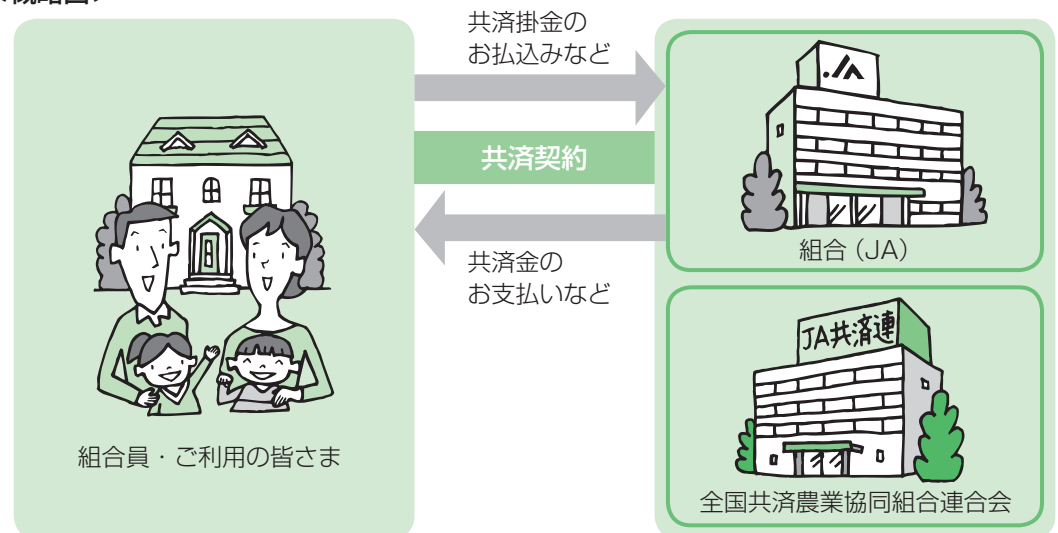 共済掛金の
お払込みなど
共済契約
共済金の
お支払いなど
組合員・ご利用の皆さま
JA
組合（JA）
JA共済連
全国共済農業協同組合連合会